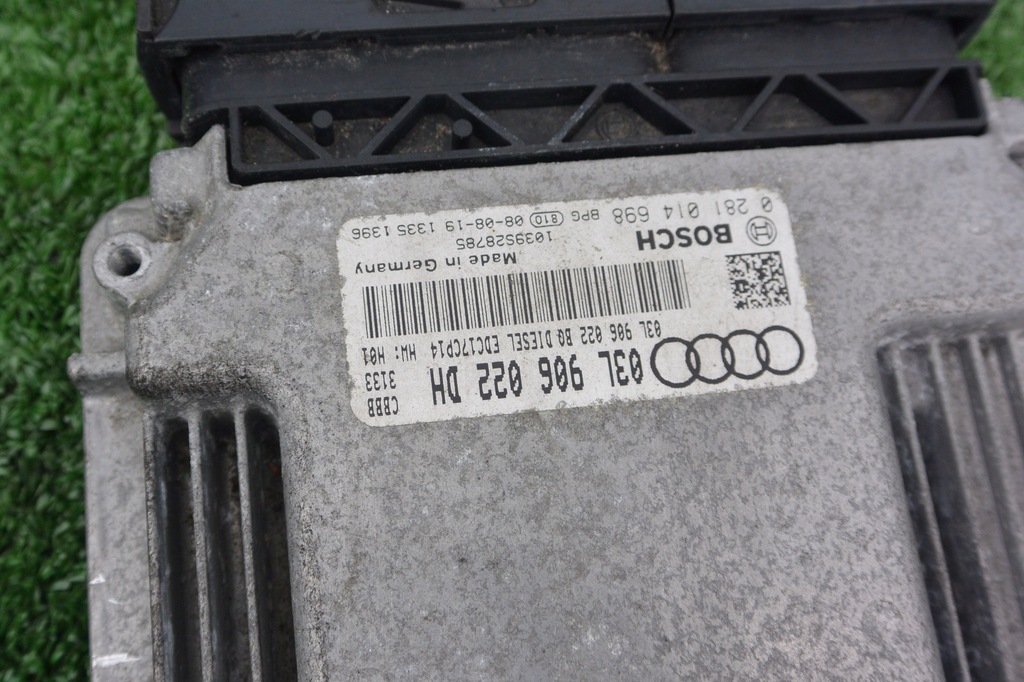 03L 906 022 DH CBBB
3133
03L 906 022 BQ DIESEL EDC17CP14 HW: H01
Made in Germany
BOSCH 1039S28785
0 281 014 698 8PG 810 08-08-19 1335 1396